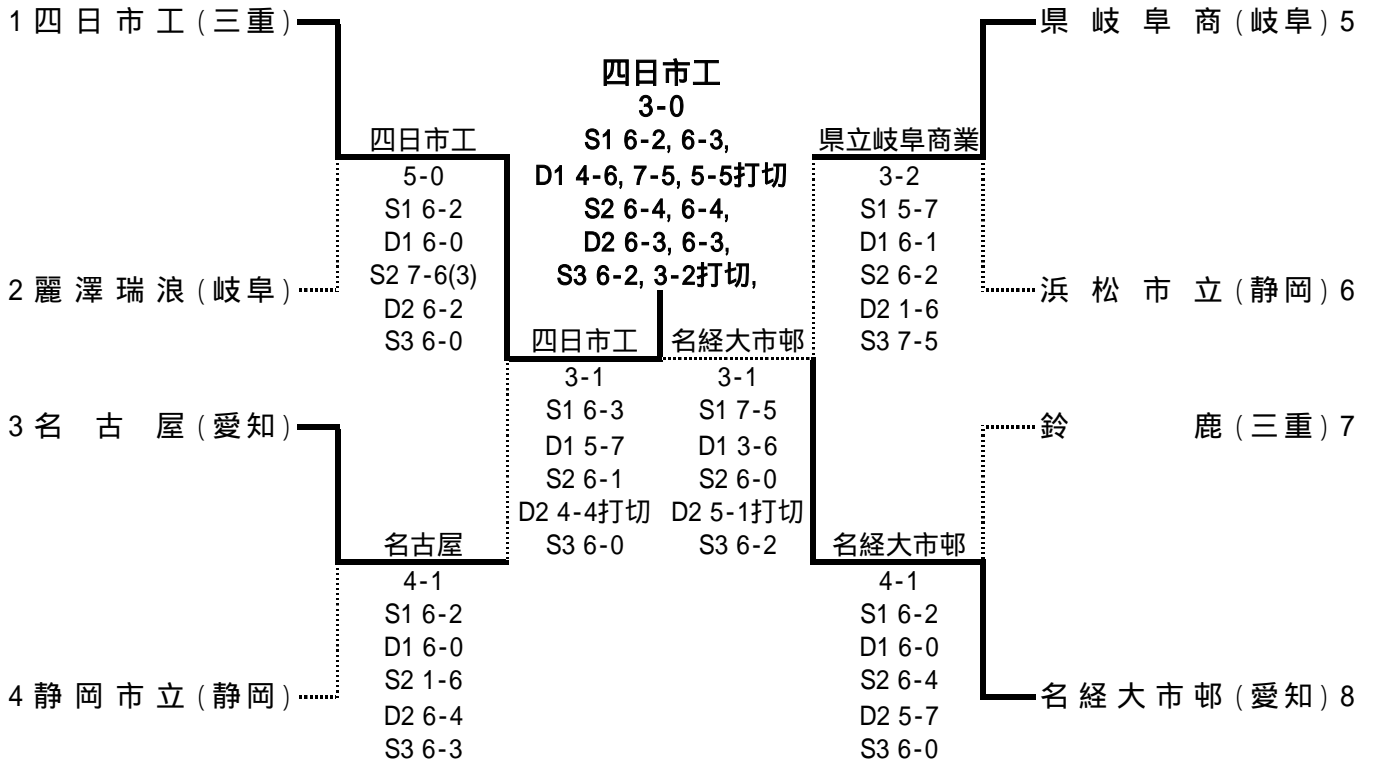 1 四日市工(三重)
2 麗澤瑞浪(岐阜)
3 名古屋(愛知)
4 静岡市立(静岡)
四日市工
5-0
S1 6-2
D1 6-0
S2 7-6(3)
D2 6-2
S3 6-0
名古屋
4-1
S1 6-2
D1 6-0
S2 1-6
D2 6-4
S3 6-3
四日市工
3-1
S1 6-3
D1 5-7
S2 6-1
D2 4-4打切
S3 6-0
四日市工
3-0
S1 6-2, 6-3,
D1 4-6, 7-5, 5-5打切
S2 6-4, 6-4,
D2 6-3, 6-3,
S3 6-2, 3-2打切,
名経大市邨
3-1
S1 7-5
D1 3-6
S2 6-0
D2 5-1打切
S3 6-2
県立岐阜商業
3-2
S1 5-7
D1 6-1
S2 6-2
D2 1-6
S3 7-5
名経大市邨
4-1
S1 6-2
D1 6-0
S2 6-4
D2 5-7
S3 6-0
県岐阜商(岐阜) 5
浜松市立(静岡) 6
鈴鹿(三重) 7
名経大市邨(愛知) 8